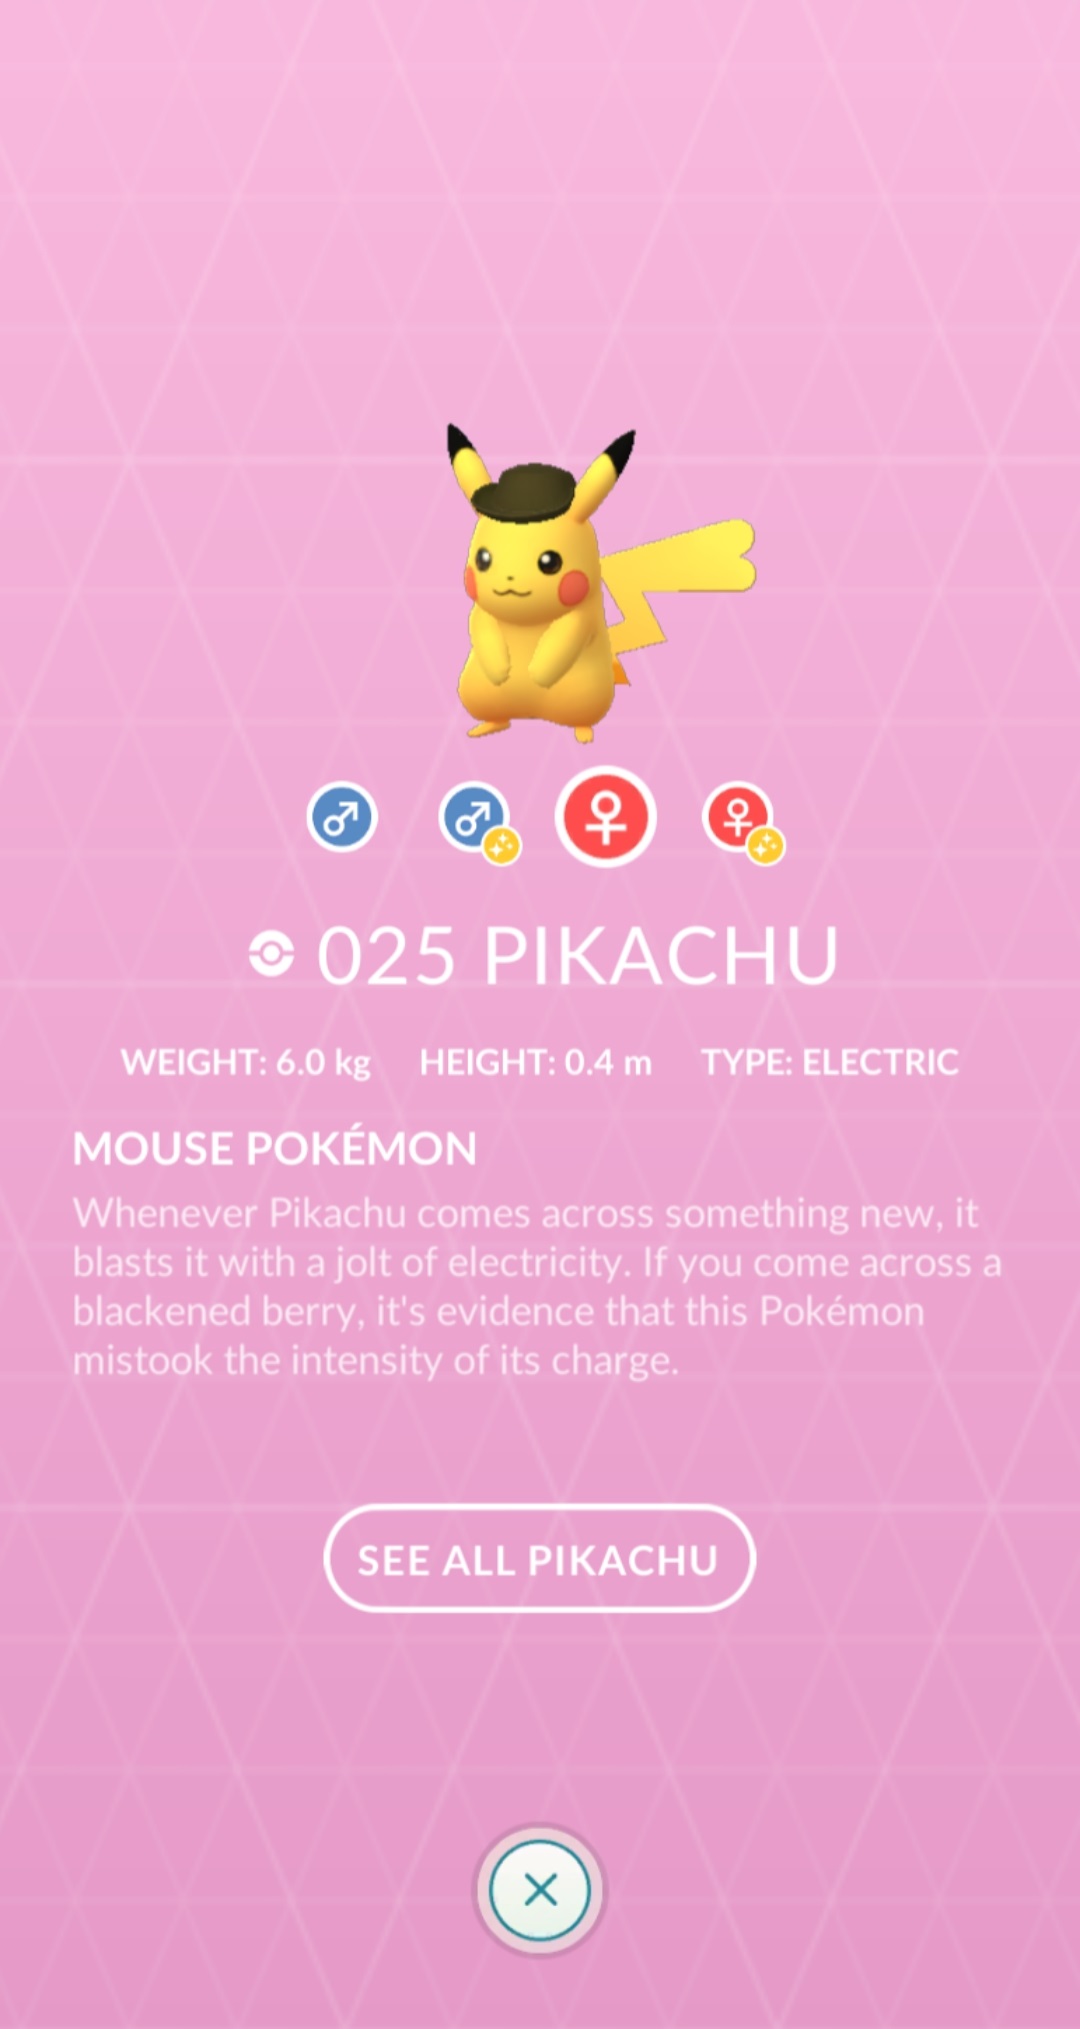 025 PIKACHU
WEIGHT: 6.0 kg HEIGHT: 0.4 m TYPE: ELECTRIC
MOUSE POKÉMON
Whenever Pikachu comes across something new, it
blasts it with a jolt of electricity. If you come across a
blackened berry, it's evidence that this Pokémon
mistook the intensity of its charge.
SEE ALL PIKACHU